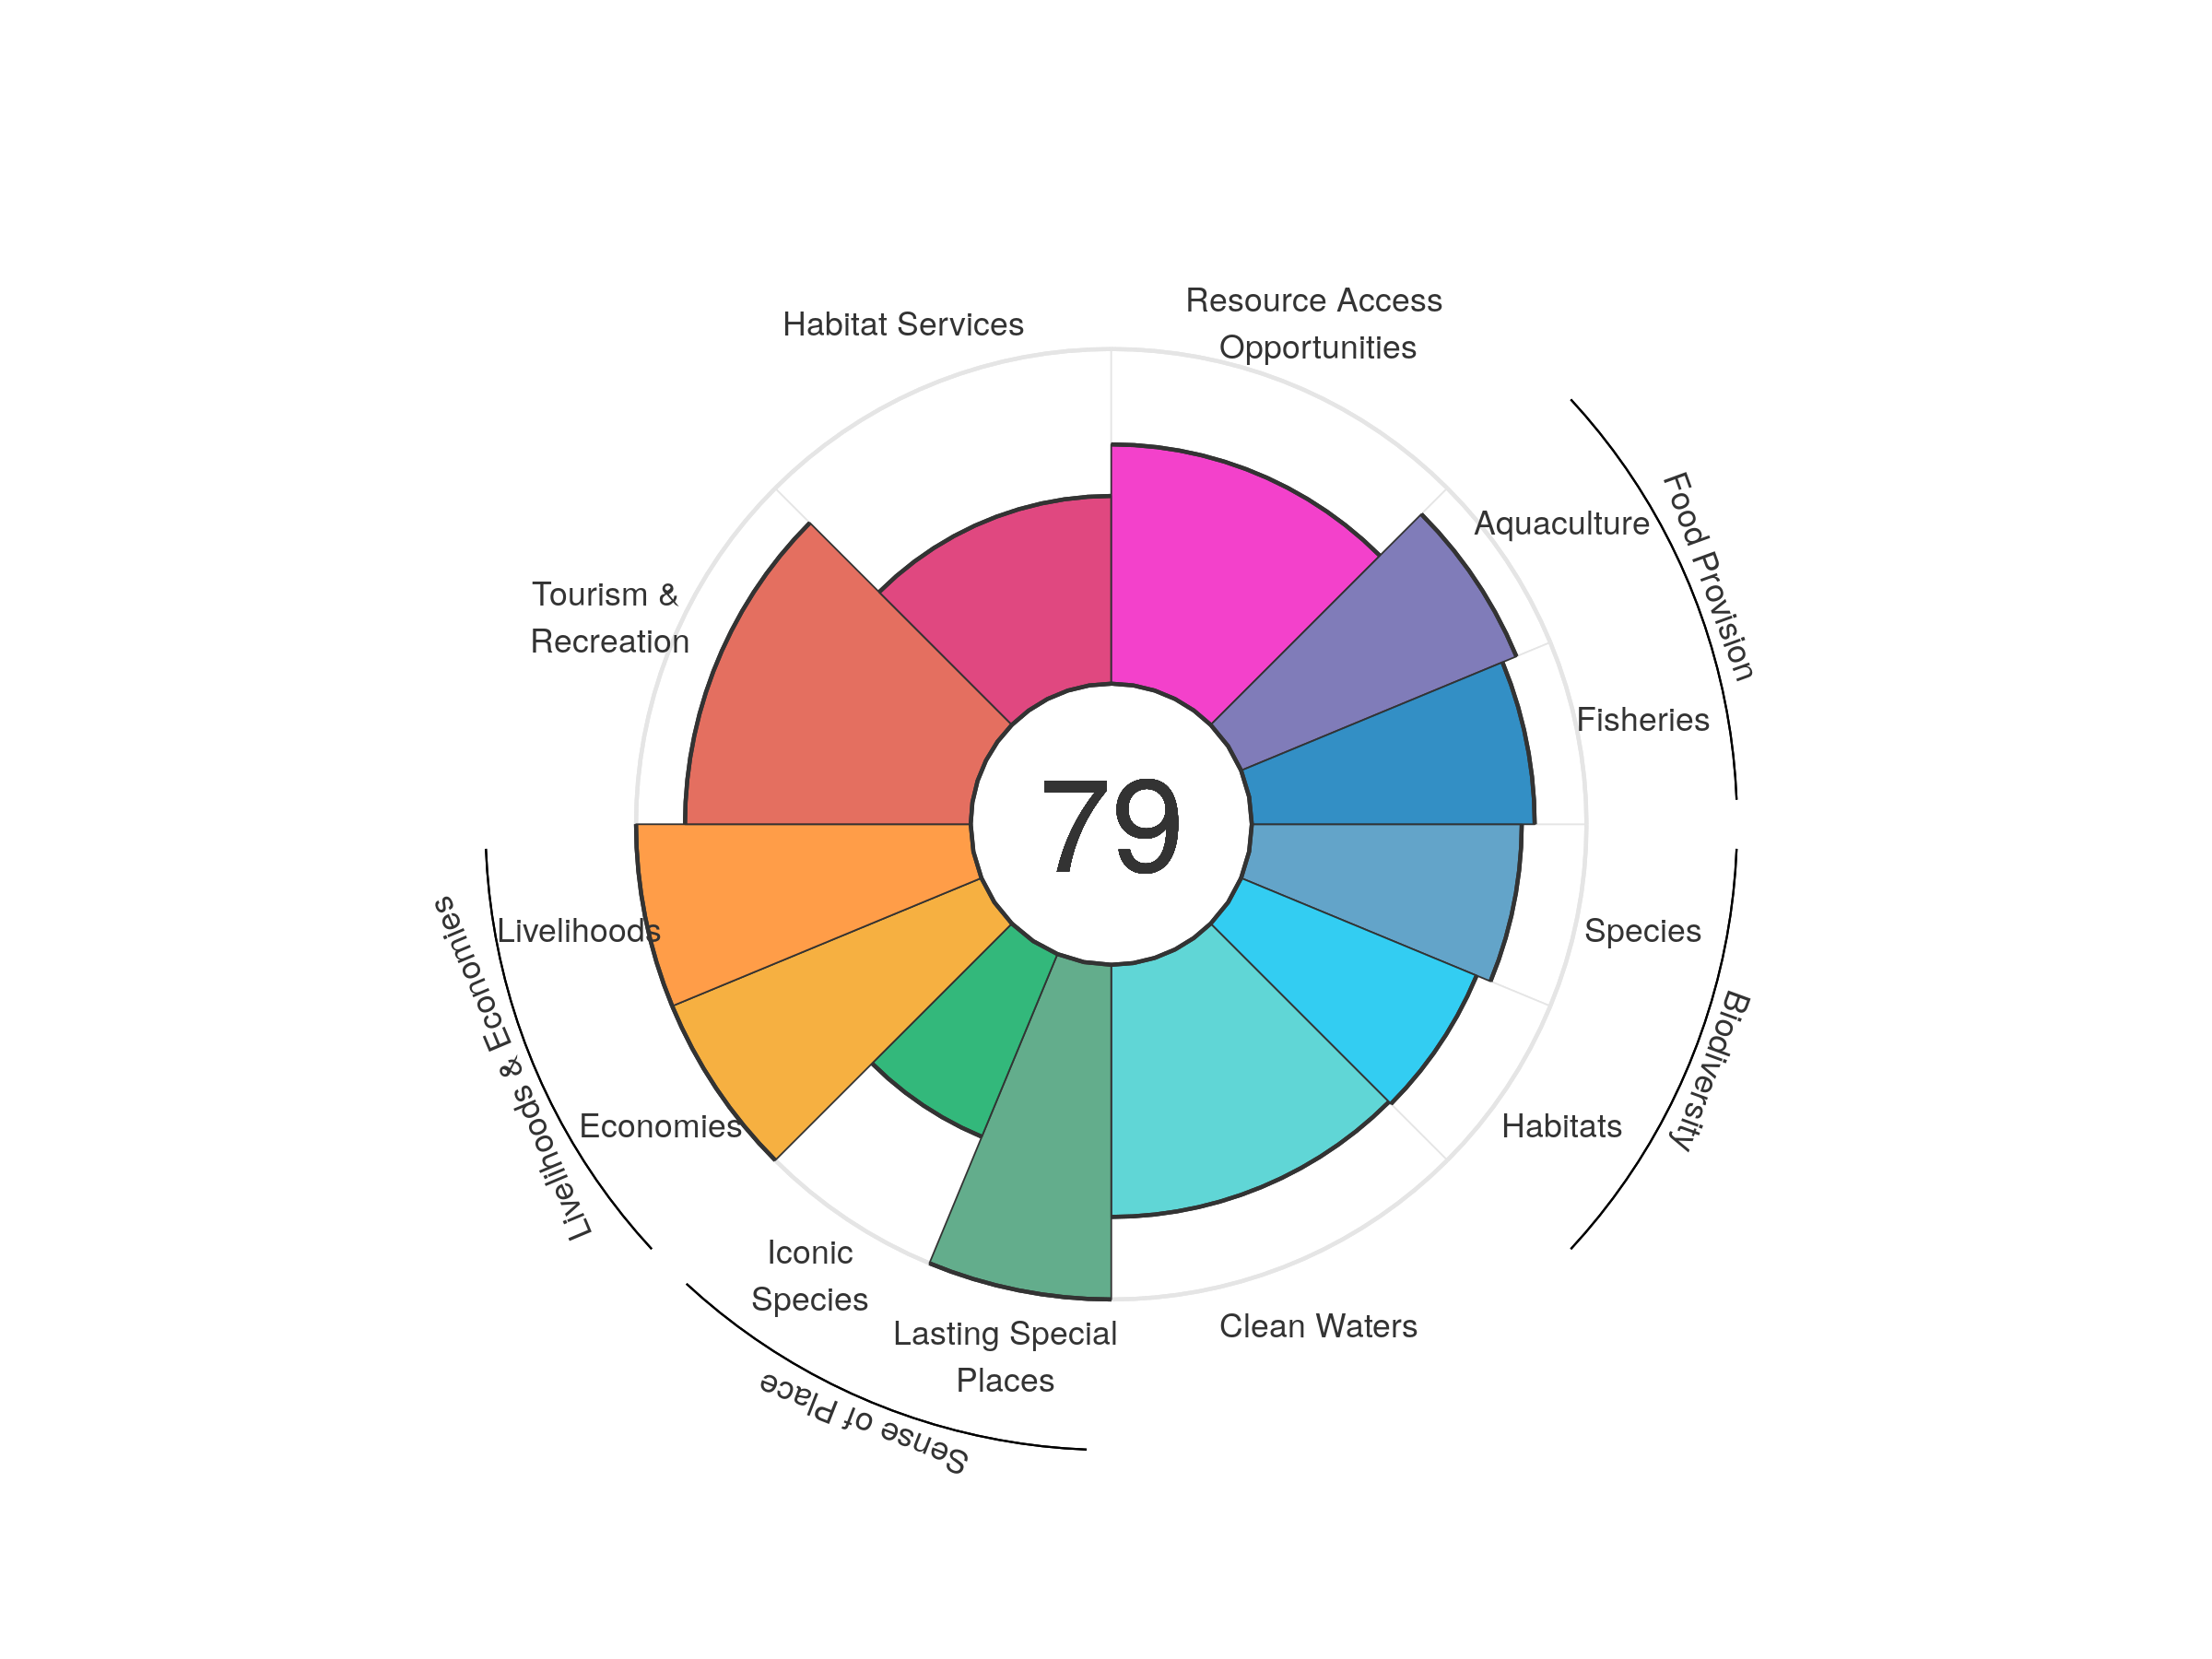 Resource Access
Opportunities
Habitat Services
Aquaculture
Food Provision
Tourism &
Recreation
Fisheries
79
Livelihoods
Species
Livelihoods & Economies
Biodiversity
Economies
Habitats
Iconic
Species
Lasting Special
Places
Clean Waters
Sense of Place